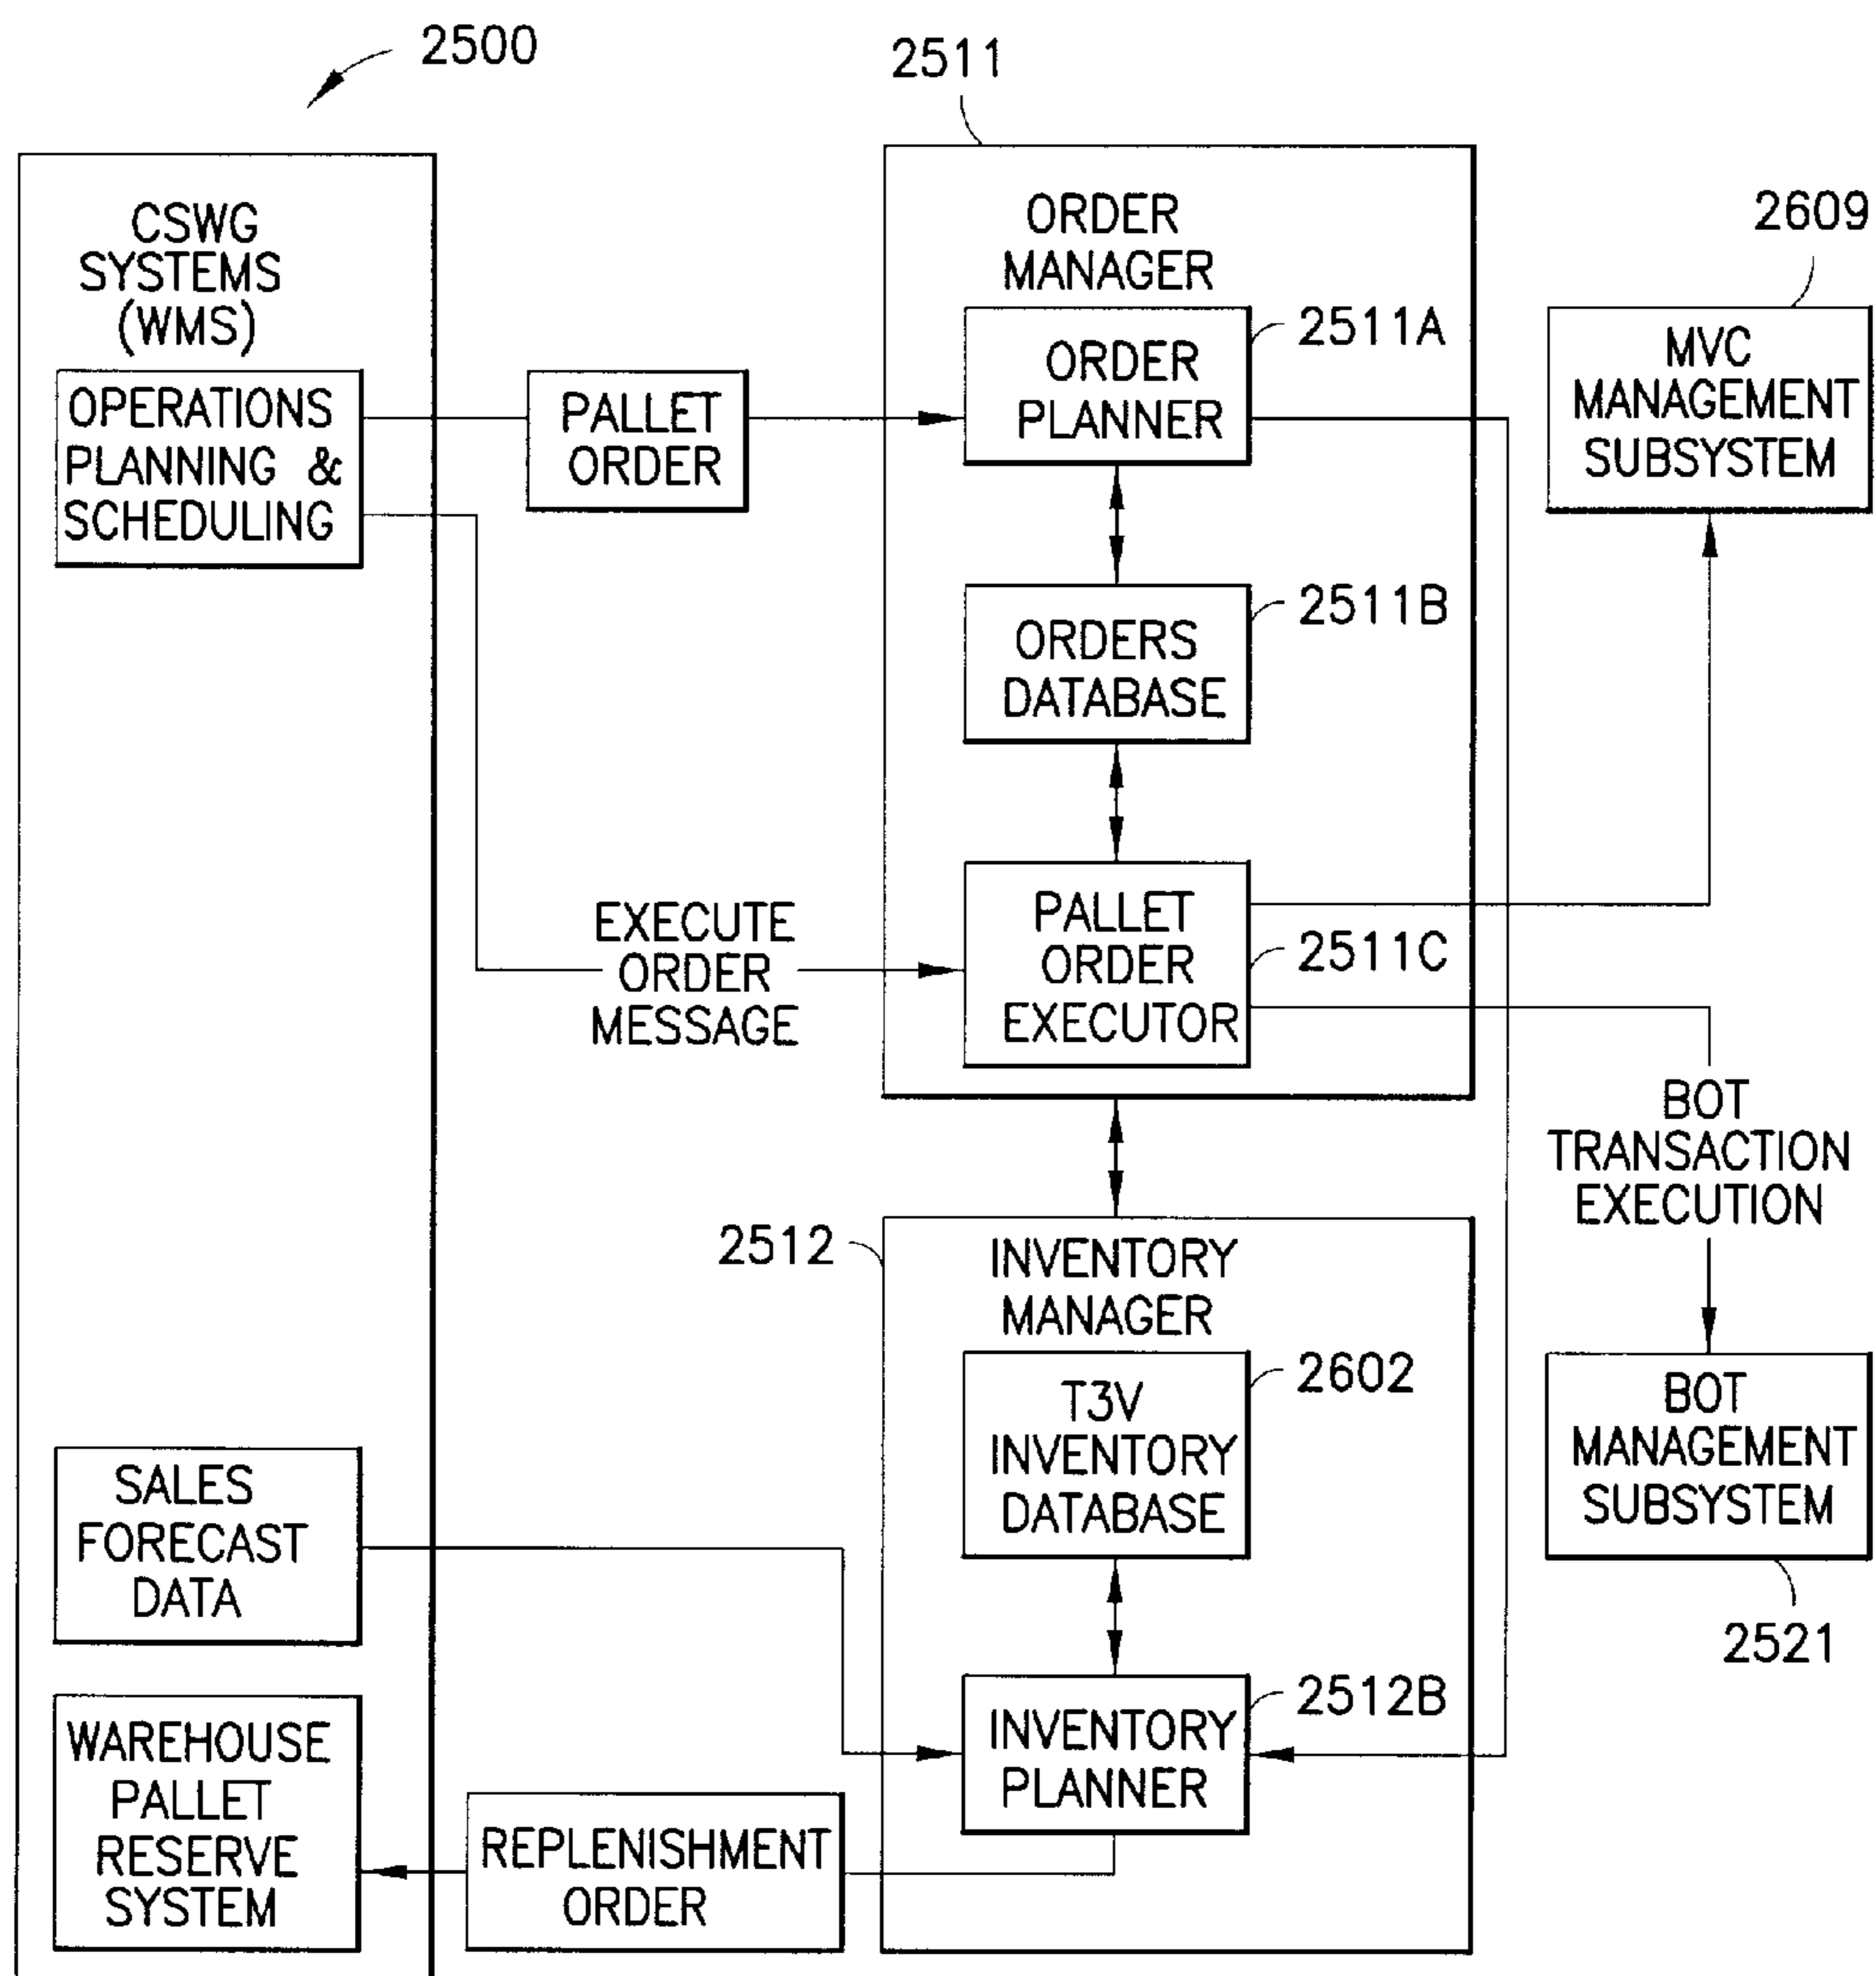 2500
2511
CSWG
SYSTEMS
(WMS)
OPERATIONS
PLANNING &
SCHEDULING
PALLET
ORDER
ORDER
MANAGER
ORDER
PLANNER
2511A
2609
MVC
MANAGEMENT
SUBSYSTEM
ORDERS
DATABASE
2511B
EXECUTE
ORDER
MESSAGE
PALLET
ORDER
EXECUTOR
2511C
BOT
TRANSACTION
EXECUTION
2512
INVENTORY
MANAGER
T3V
INVENTORY
DATABASE
2602
BOT
MANAGEMENT
SUBSYSTEM
2521
SALES
FORECAST
DATA
INVENTORY
PLANNER
2512B
WAREHOUSE
PALLET
RESERVE
SYSTEM
REPLENISHMENT
ORDER